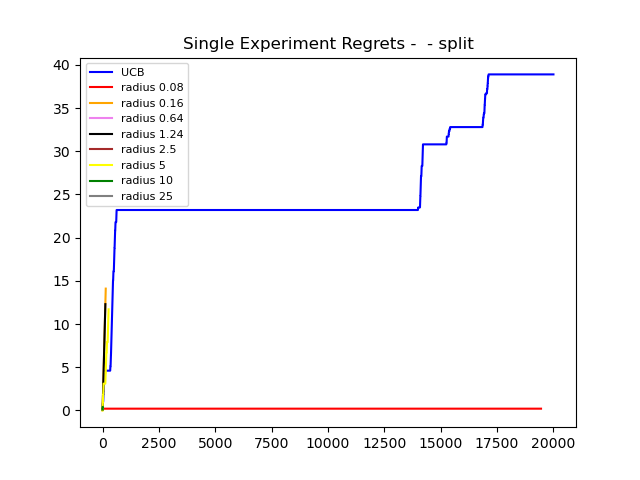 Single Experiment Regrets -  - split
UCB
radius 0.08
radius 0.16
radius 0.64
radius 1.24
radius 2.5
radius 5
radius 10
radius 25
40
35
30
25
20
15
10
5
0
0 2500 5000 7500 10000 12500 15000 17500 20000